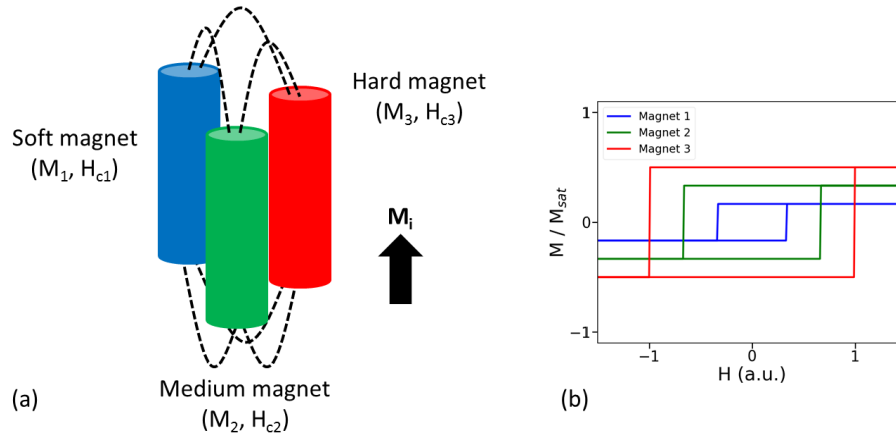 Hard magnet
(M3, Hc3)
Soft magnet
(M1, Hc1)
Mi
Medium magnet
(M2, Hc2)
(a)
Magnet 1
Magnet 2
Magnet 3
M / Msat
1
0
−1
−1
0
1
H (a.u.)
(b)